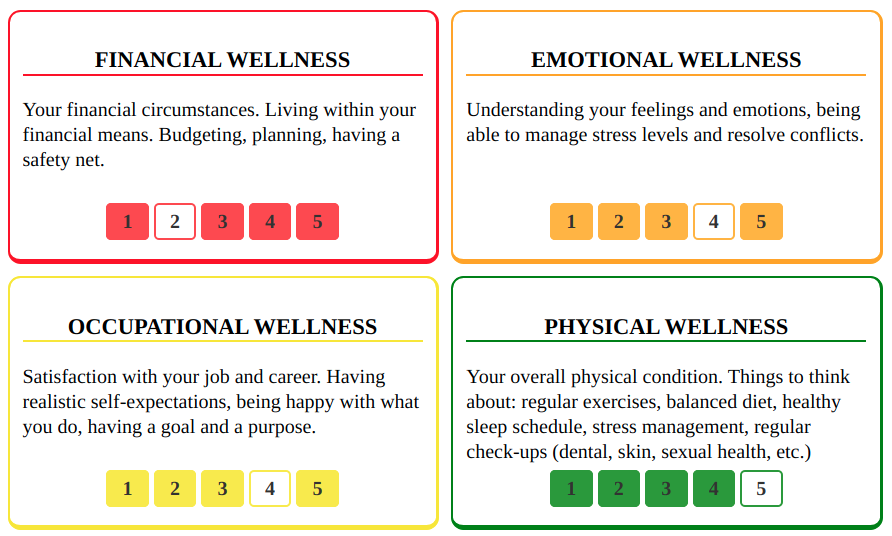 FINANCIAL WELLNESS
Your financial circumstances. Living within your
financial means. Budgeting, planning, having a
safety net.
1 2 3 4 5
EMOTIONAL WELLNESS
Understanding your feelings and emotions, being
able to manage stress levels and resolve conflicts.
1 2 3 4 5
OCCUPATIONAL WELLNESS
Satisfaction with your job and career. Having
realistic self-expectations, being happy with what
you do, having a goal and a purpose.
1 2 3 4 5
PHYSICAL WELLNESS
Your overall physical condition. Things to think
about: regular exercises, balanced diet, healthy
sleep schedule, stress management, regular
check-ups (dental, skin, sexual health, etc.)
1 2 3 4 5